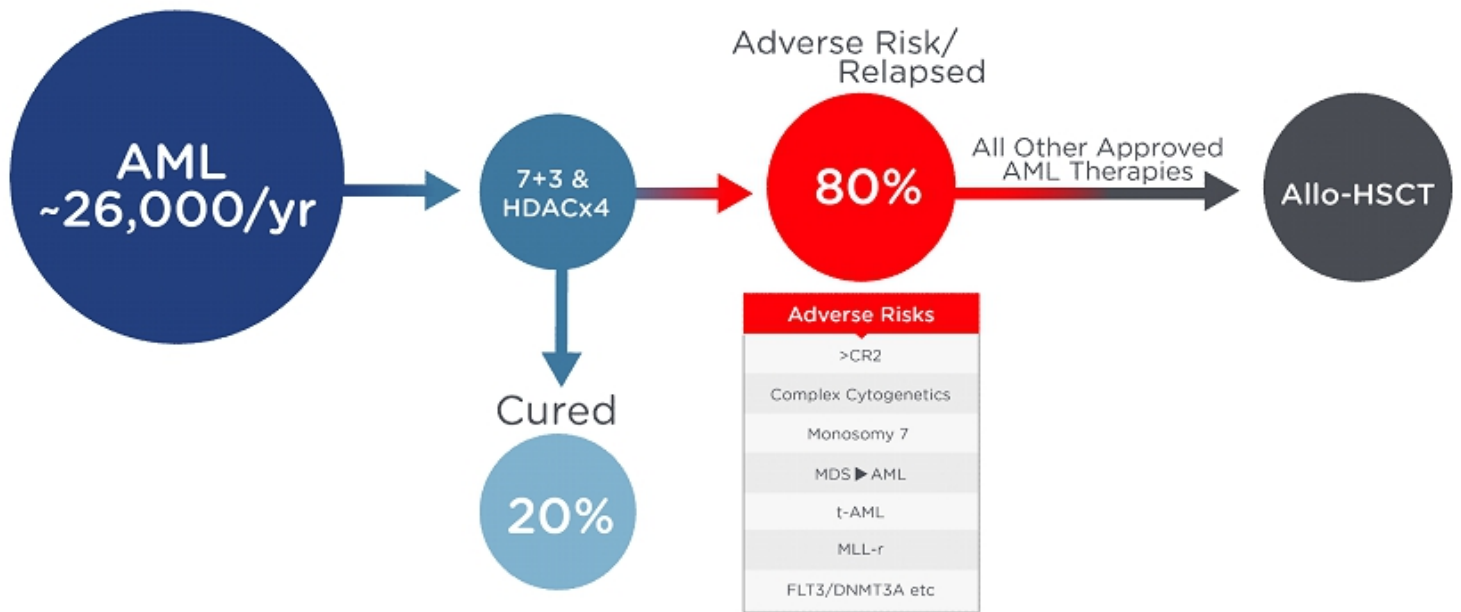 AML
~26,000/yr
7+3 &
HDACx4
Cured
20%
Adverse Risk/
Relapsed
80%
Adverse Risks
>CR2
Complex Cytogenetics
Monosomy 7
MDS ▶ AML
t-AML
MLL-r
FLT3/DNMT3A etc
All Other Approved
AML Therapies
Allo-HSCT